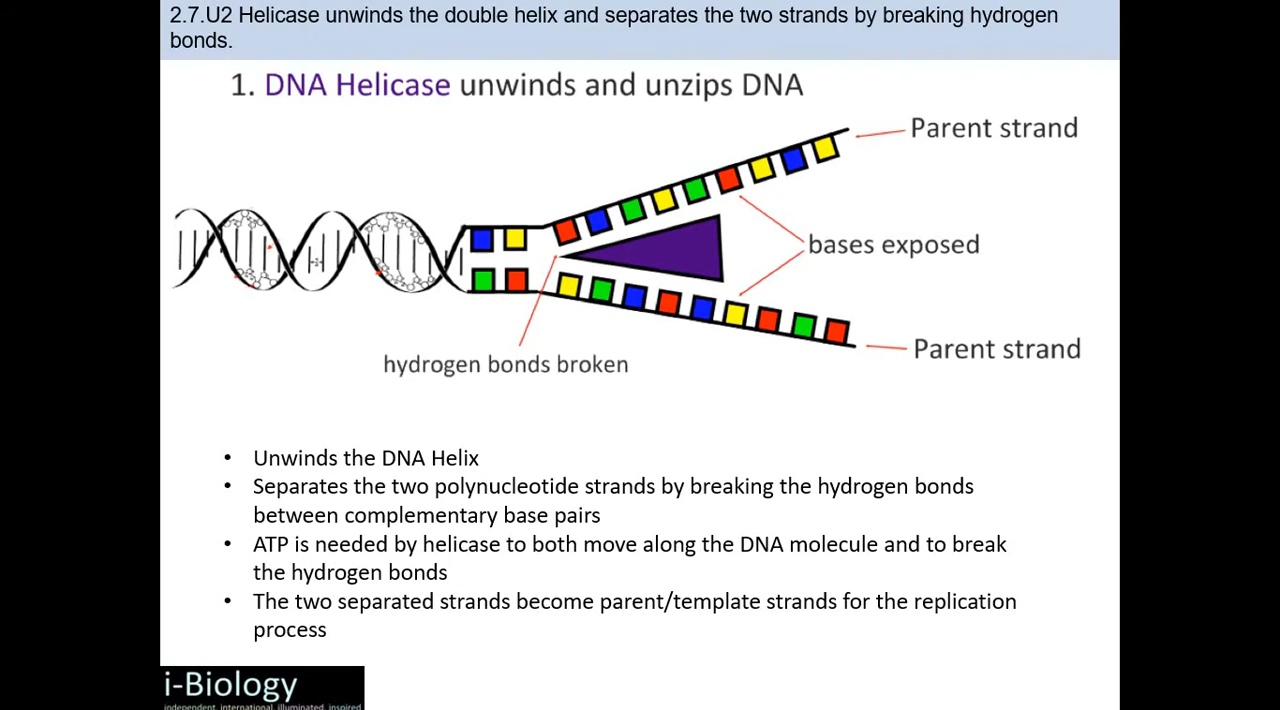 2.7.U2 Helicase unwinds the double helix and separates the two strands by breaking hydrogen
bonds.
1. DNA Helicase unwinds and unzips DNA
Parent strand
bases exposed
Parent strand
hydrogen bonds broken
• Unwinds the DNA Helix
• Separates the two polynucleotide strands by breaking the hydrogen bonds
between complementary base pairs
• ATP is needed by helicase to both move along the DNA molecule and to break
the hydrogen bonds
• The two separated strands become parent/template strands for the replication
process
i-Biology
independent, international, illuminated, inspired